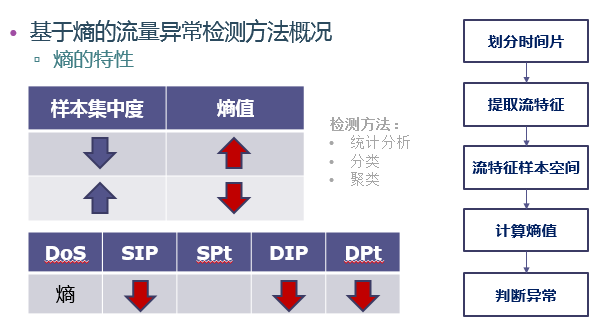 基于熵的流量异常检测方法概况
熵的特性
样本集中度 熵值
检测方法：
统计分析
分类
聚类
DoS SIP SPt DIP DPt
熵
划分时间片
提取流特征
流特征样本空间
计算熵值
判断异常